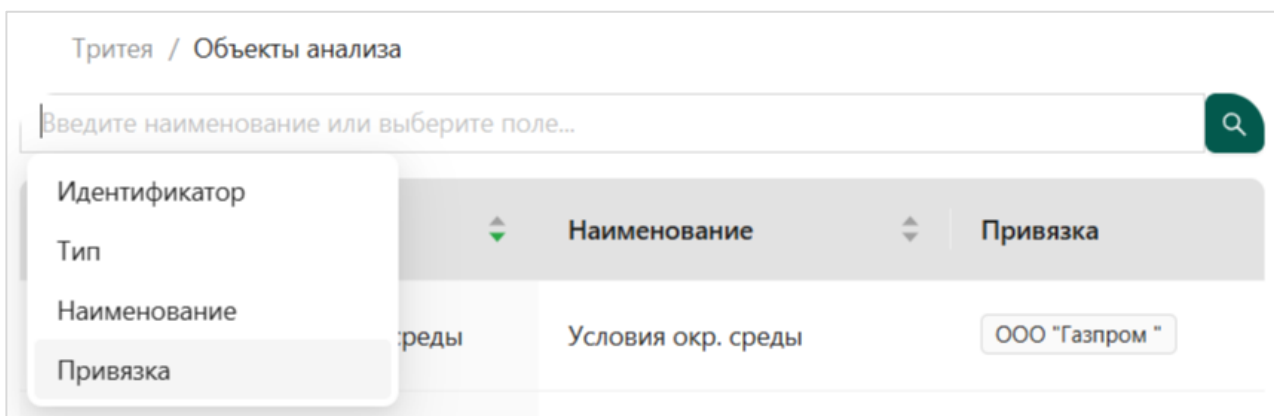 Тритея / Объекты анализа
Введите наименование или выберите поле...
Идентификатор
Тип
Наименование
Привязка
Наименование Привязка
среды Условия окр. среды ООО "Газпром "